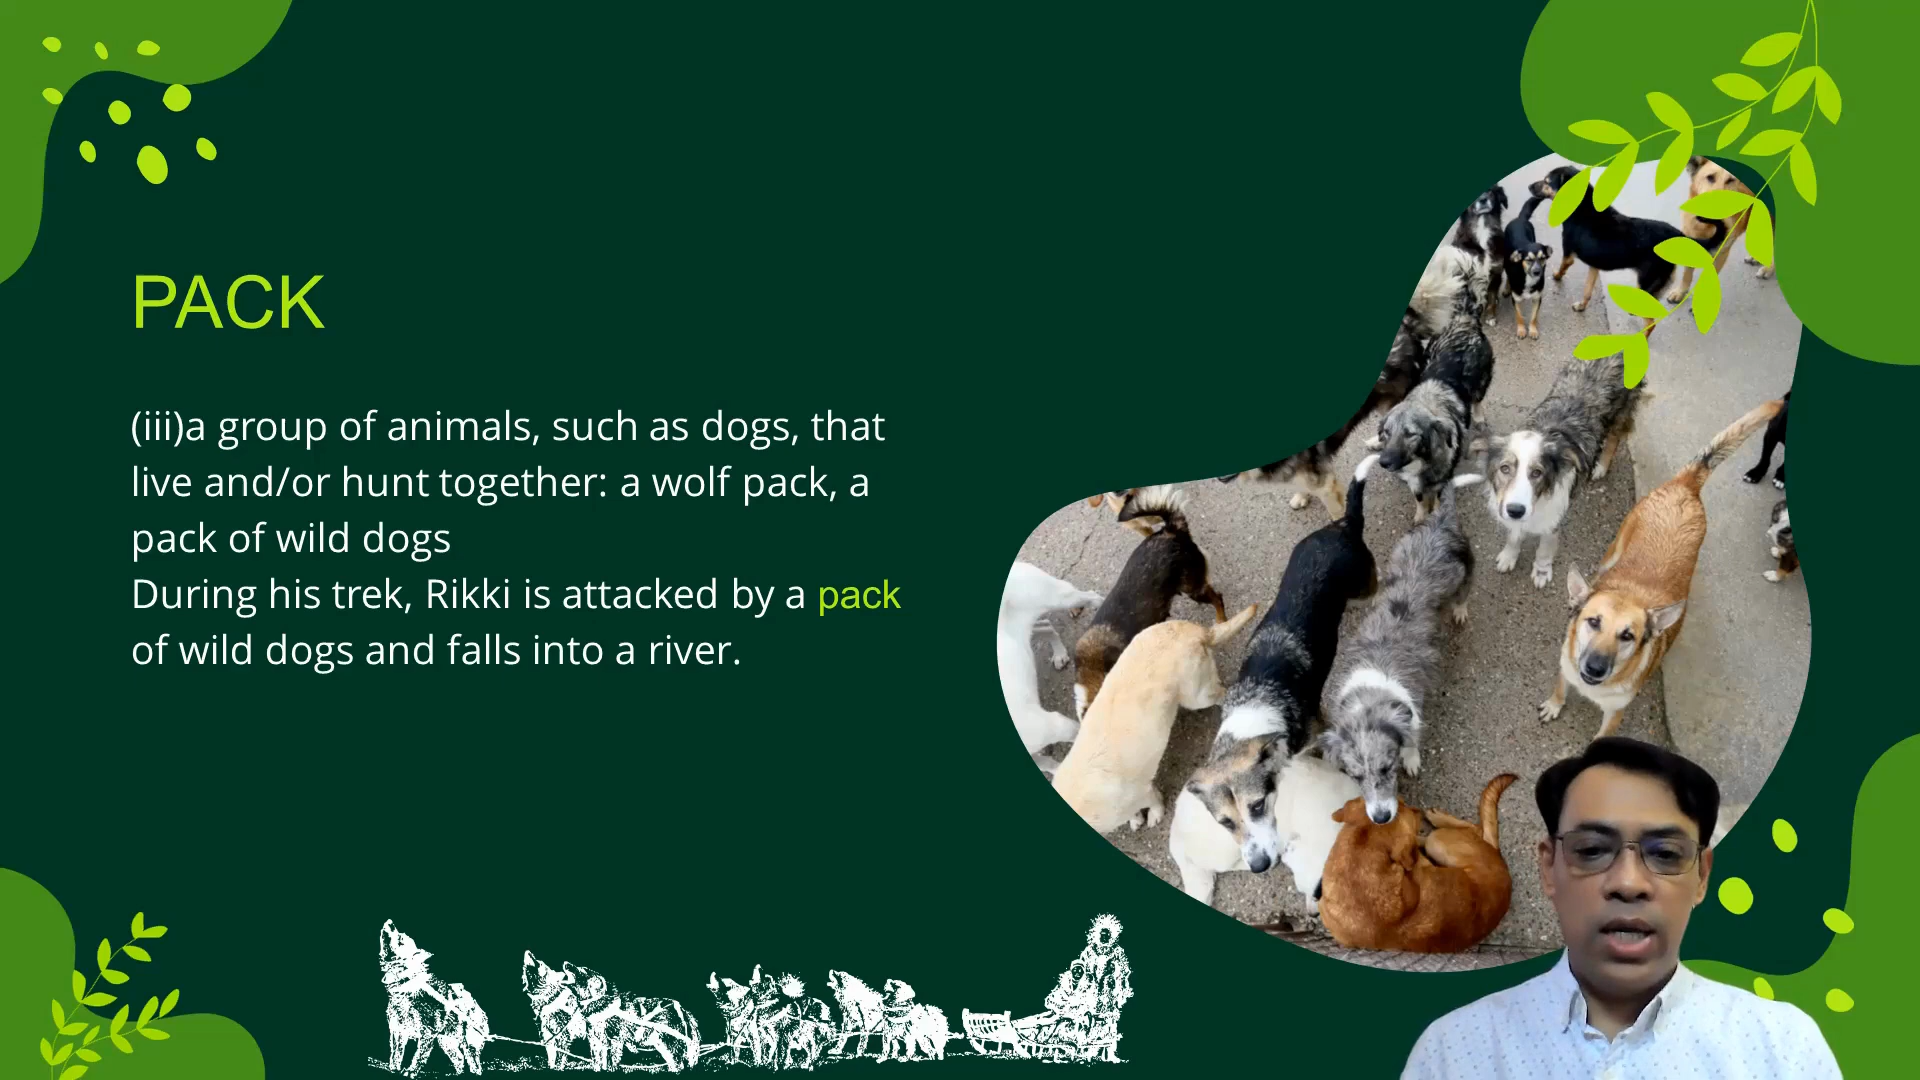 PACK
(iii)a group of animals, such as dogs, that
live and/or hunt together: a wolf pack, a
pack of wild dogs
During his trek, Rikki is attacked by a pack
of wild dogs and falls into a river.